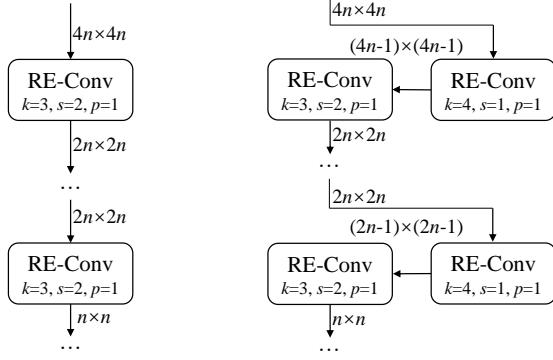 4n×4n
RE-Conv
k=3, s=2, p=1
2n×2n
…
2n×2n
RE-Conv
k=3, s=2, p=1
n×n
…
4n×4n
(4n-1)×(4n-1)
RE-Conv
k=3, s=2, p=1
RE-Conv
k=4, s=1, p=1
2n×2n
…
2n×2n
(2n-1)×(2n-1)
RE-Conv
k=3, s=2, p=1
RE-Conv
k=4, s=1, p=1
n×n
…